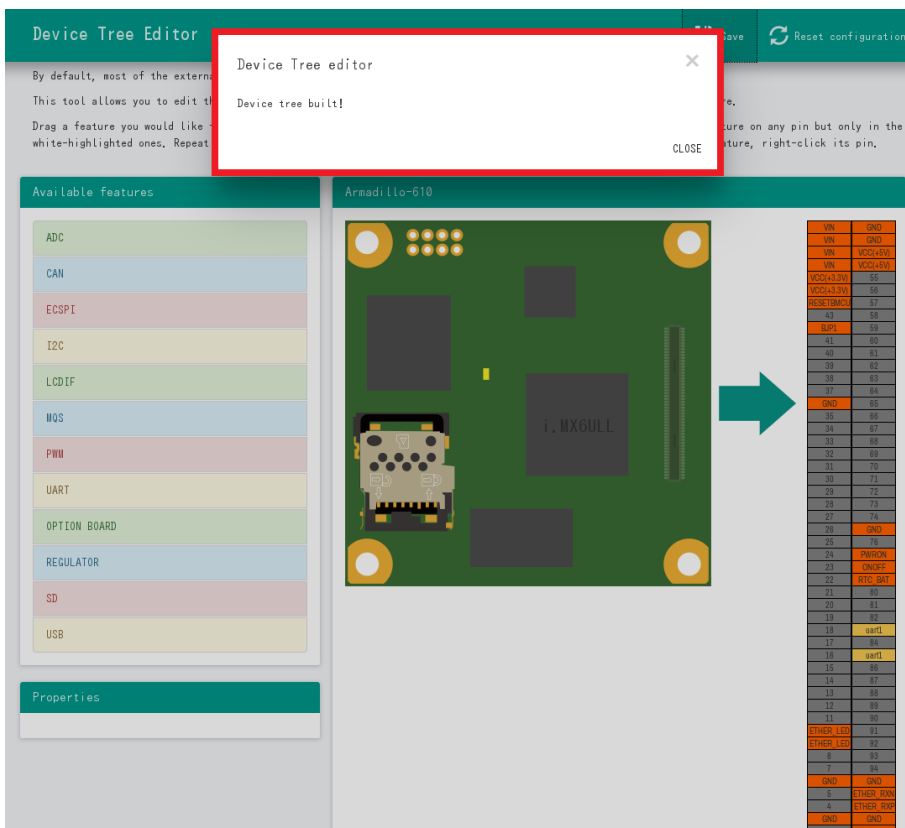 Device Tree Editor
Save
Reset configuration
Device Tree editor
×
Device tree built!
CLOSE
By default, most of the externa
This tool allows you to edit th
re.
Drag a feature you would like
ture on any pin but only in the
white-highlighted ones. Repeat
ature, right-click its pin.
Available features
ADC
CAN
ECSPI
I2C
LCDIF
MQS
PWM
UART
OPTION BOARD
REGULATOR
SD
USB
Properties
Armadillo-610
i.MX6ULL
VIN GND
VIN GND
VIN VCC(+5V)
VIN VCC(+5V)
VCC(+3.3V) 55
VCC(+3.3V) 56
RESETBMCU 57
43 58
BJP1 59
41 60
40 61
39 62
38 63
37 64
GND 65
35 66
34 67
33 68
32 69
31 70
30 71
29 72
28 73
27 74
26 GND
25 76
24 PWRON
23 ONOFF
22 RTC_BAT
21 80
20 81
19 82
18 uart1
17 84
16 uart1
15 86
14 87
13 88
12 89
11 90
ETHER_LED 91
ETHER_LED 92
8 93
7 94
GND GND
5 ETHER_RXN
4 ETHER_RXP
GND GND